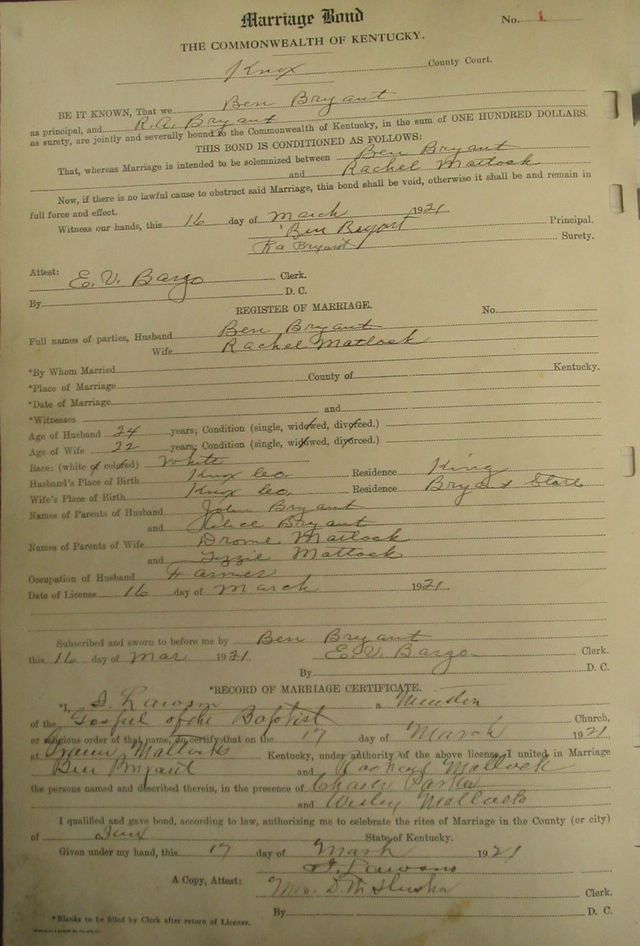 Marriage Bond
No. 1
THE COMMONWEALTH OF KENTUCKY.
Knox County Court.
BE IT KNOWN, That we Ben Bryant
as principal, and R.A. Bryant
as surety, are jointly and severally bound to the Commonwealth of Kentucky, in the sum of ONE HUNDRED DOLLARS.
THIS BOND IS CONDITIONED AS FOLLOWS:
That, whereas Marriage is intended to be solemnized between Ben Bryant
and Rachel Matlock
Now, if there is no lawful cause to obstruct said Marriage, this bond shall be void, otherwise it shall be and remain in
full force and effect.
Witness our hands, this 16 day of March 1921
Ben Bryant Principal.
Ra Bryant Surety.
Attest: E. V. Bargo Clerk.
By D. C.
REGISTER OF MARRIAGE.
No.
Full names of parties, Husband Ben Bryant
Wife Rachel Matlock
*By Whom Married
*Place of Marriage County of Kentucky.
*Date of Marriage
*Witnesses and
Age of Husband 24 years; Condition (single, widowed, divorced.)
Age of Wife 22 years; Condition (single, widowed, divorced.)
Race: (white or colored) White
Husband's Place of Birth Knox Co. Residence King
Wife's Place of Birth Knox Co. Residence Bryant Store
Names of Parents of Husband John Bryant
and Alice Bryant
Names of Parents of Wife Drome Matlock
and Lizzie Matlock
Occupation of Husband Farmer
Date of License 16 day of March 1921
Subscribed and sworn to before me by Ben Bryant
this 16 day of Mar 1921 E. V. Bargo Clerk.
By D. C.
*RECORD OF MARRIAGE CERTIFICATE.
*I, Lawson a
of the Gospel of the Baptist Church,
or religious order of that name, do certify that on the 17 day of March 1921
at Matlocks Kentucky, under authority of the above license, I united in Marriage
Ben Bryant and Matlock
the persons named and described therein, in the presence of
and Wesley Matlock
I qualified and gave bond, according to law, authorizing me to celebrate the rites of Marriage in the County (or city)
of State of Kentucky.
Given under my hand, this 17 day of March 1921
Lawson
A Copy, Attest: Clerk.
By D. C.
*Blanks to be filled by Clerk after return of License.